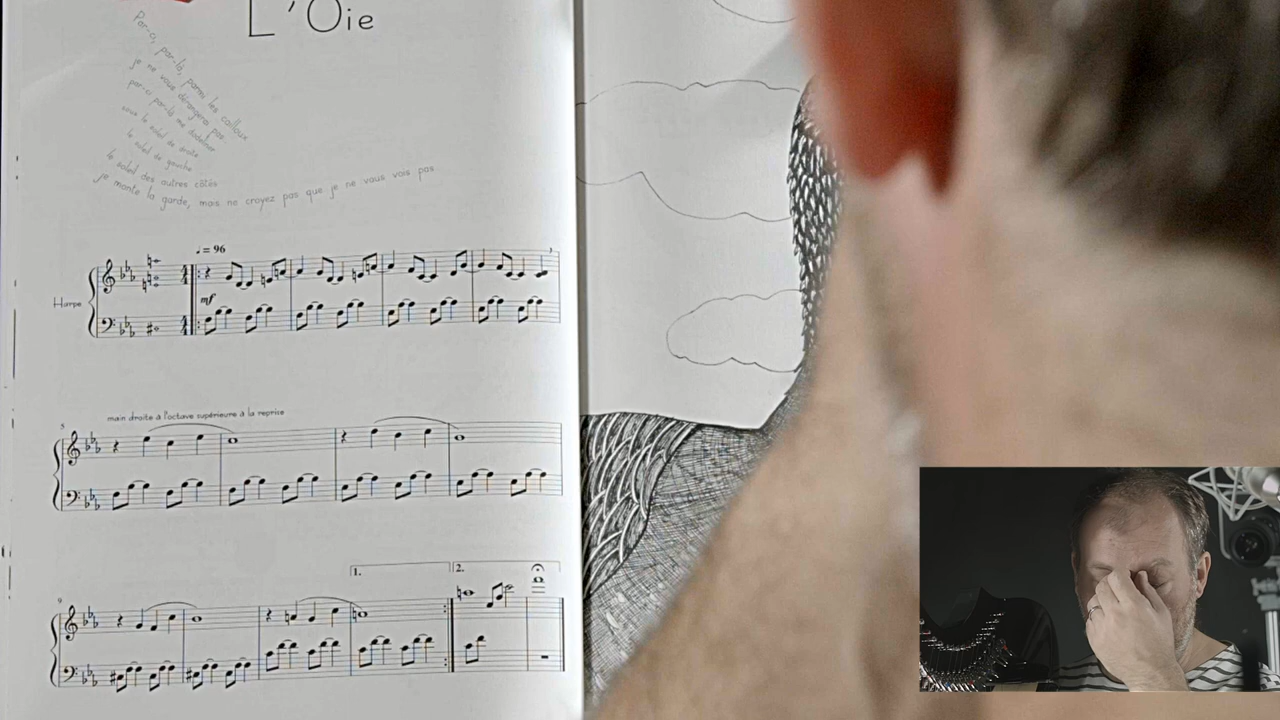 L'Oie
Par-ci, par-là, parmi les cailloux
je ne vous dérangerai pas
par-ci par-là me dodeliner
sous le soleil de droite
le soleil de gauche
le soleil des autres côtés
je monte la garde, mais ne croyez pas que je ne vous vois pas
♩ = 96
Harpe
mf
main droite à l'octave supérieure à la reprise
5
9
1.
2.